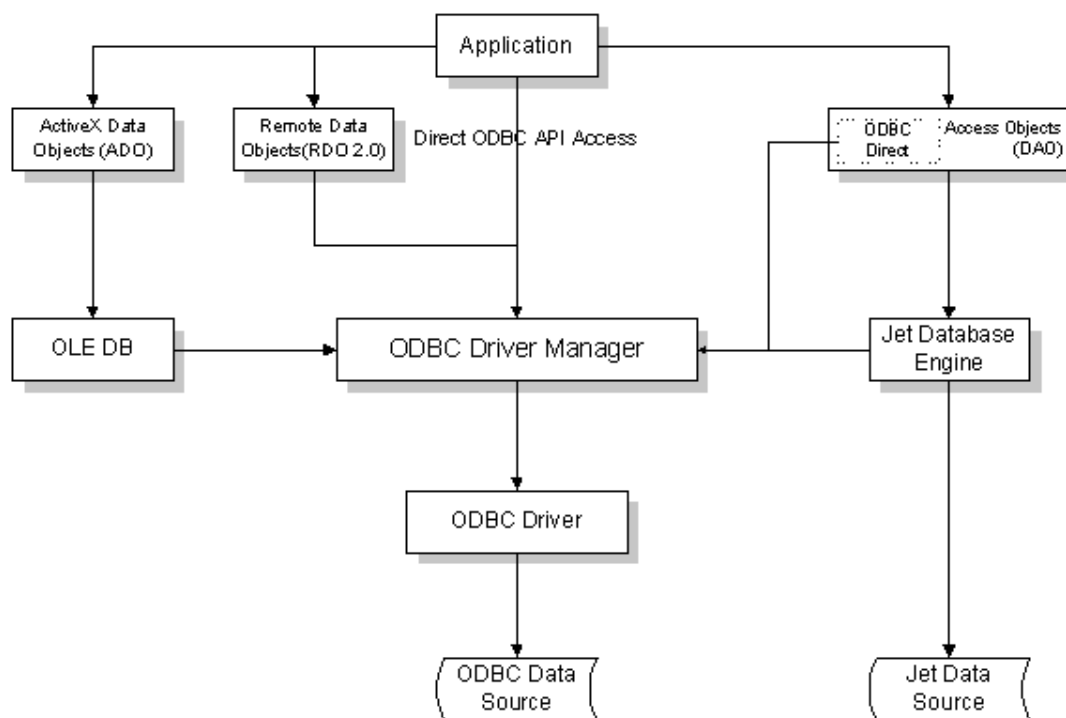 Application
ActiveX Data
Objects (ADO)
Remote Data
Objects(RDO 2.0)
Direct ODBC API Access
ODBC
Direct
Access Objects
(DAO)
OLE DB
ODBC Driver Manager
Jet Database
Engine
ODBC Driver
ODBC Data
Source
Jet Data
Source